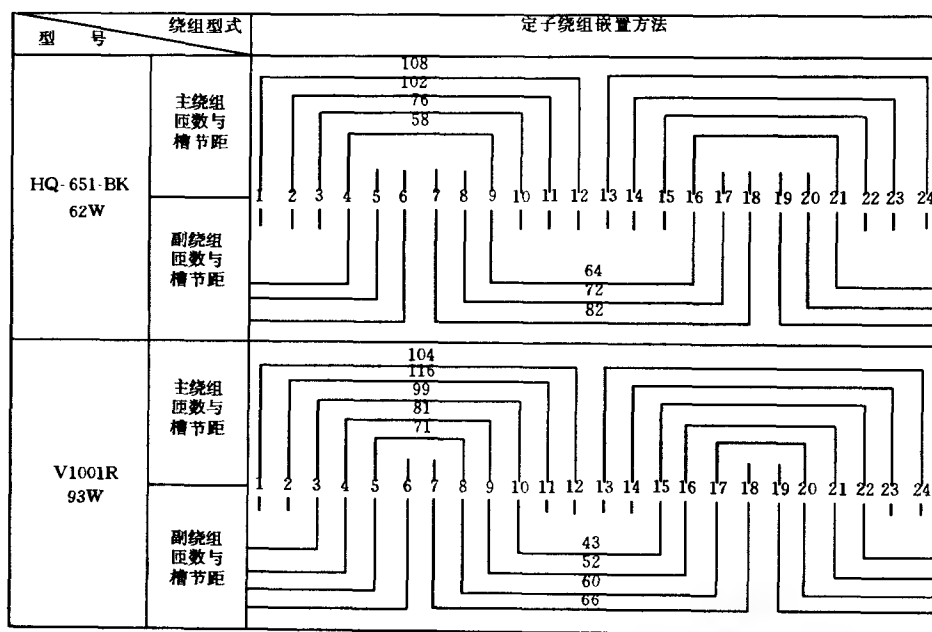 绕组型式
型 号
定子绕组嵌置方法
HQ-651-BK
62W
主绕组
匝数与
槽节距
108
102
76
58
1 2 3 4 5 6 7 8 9 10 11 12 13 14 15 16 17 18 19 20 21 22 23 24
副绕组
匝数与
槽节距
64
72
82
V1001R
93W
主绕组
匝数与
槽节距
104
116
99
81
71
1 2 3 4 5 6 7 8 9 10 11 12 13 14 15 16 17 18 19 20 21 22 23 24
副绕组
匝数与
槽节距
43
52
60
66